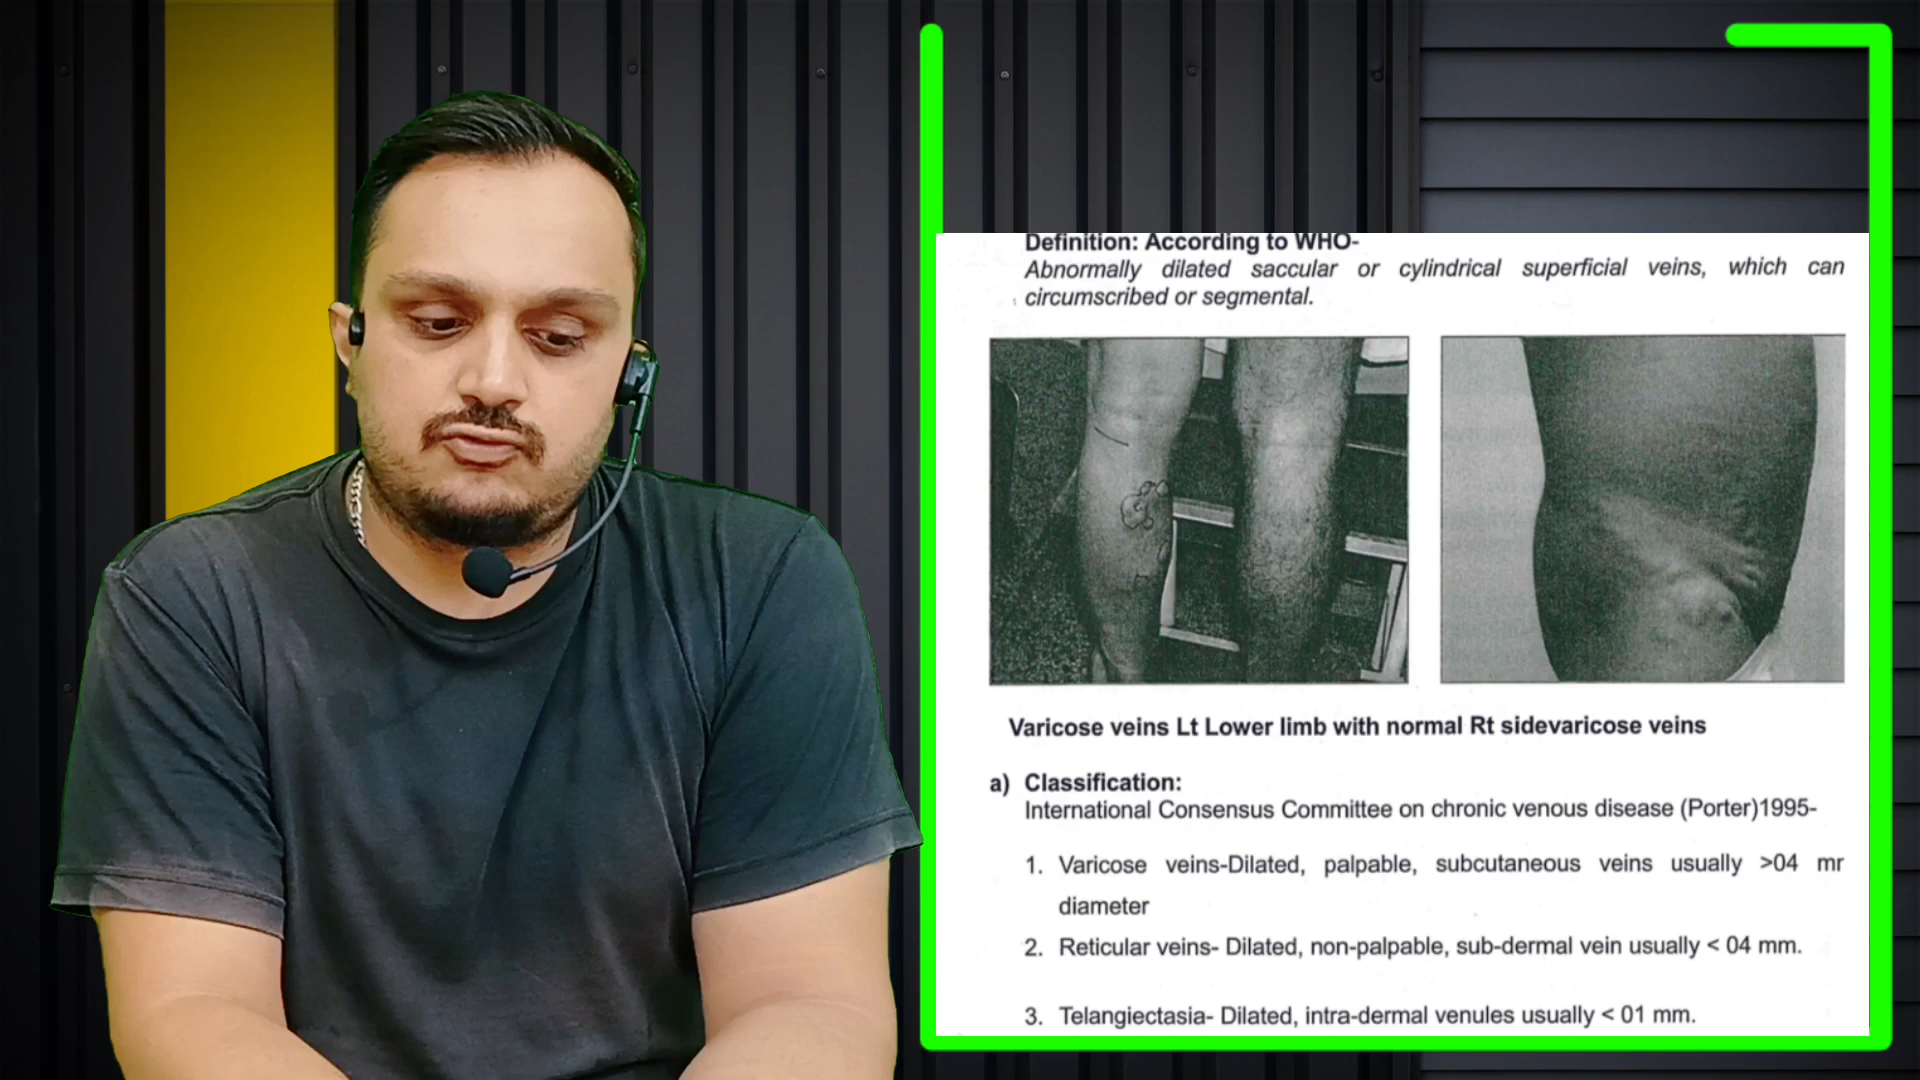 Definition: According to WHO-
Abnormally dilated saccular or cylindrical superficial veins, which can
circumscribed or segmental.
Varicose veins Lt Lower limb with normal Rt sidevaricose veins
a) Classification:
International Consensus Committee on chronic venous disease (Porter)1995-
1. Varicose veins-Dilated, palpable, subcutaneous veins usually >04 mr
diameter
2. Reticular veins- Dilated, non-palpable, sub-dermal vein usually < 04 mm.
3. Telangiectasia- Dilated, intra-dermal venules usually < 01 mm.